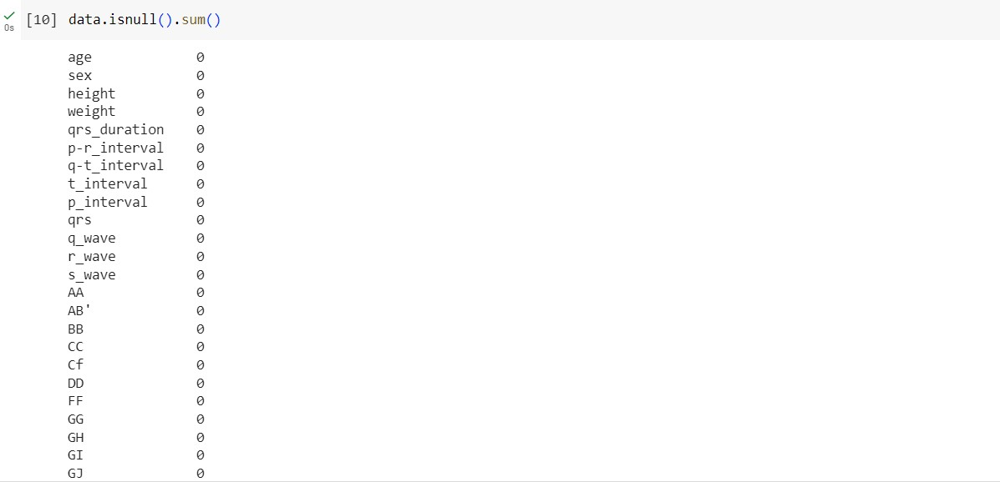 [10] data.isnull().sum()
0s
age 0
sex 0
height 0
weight 0
qrs_duration 0
p-r_interval 0
q-t_interval 0
t_interval 0
p_interval 0
qrs 0
q_wave 0
r_wave 0
s_wave 0
AA 0
AB' 0
BB 0
CC 0
Cf 0
DD 0
FF 0
GG 0
GH 0
GI 0
GJ 0